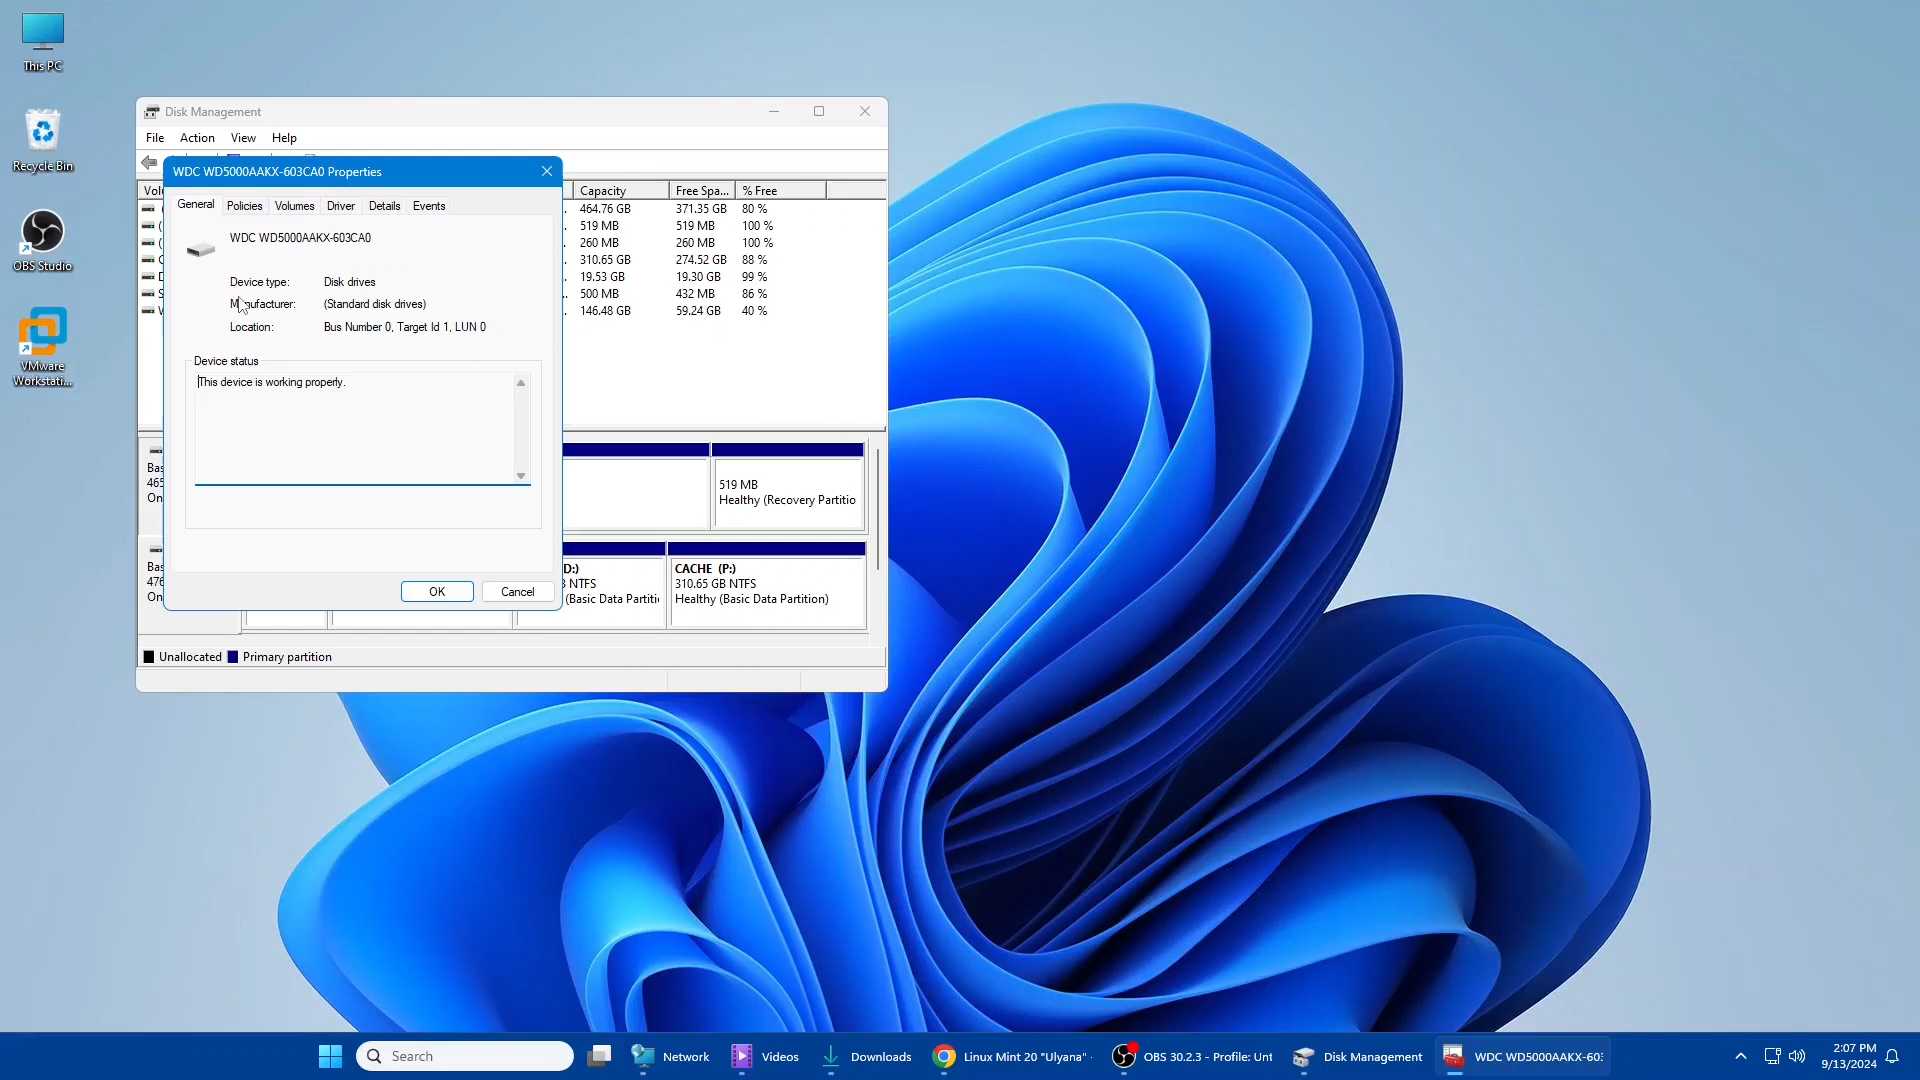 This PC
Recycle Bin
OBS Studio
VMware
Workstati...
Disk Management
File Action View Help
WDC WD5000AAKX-603CA0 Properties
General Policies Volumes Driver Details Events
WDC WD5000AAKX-603CA0
Device type: Disk drives
Manufacturer: (Standard disk drives)
Location: Bus Number 0, Target Id 1, LUN 0
Device status
This device is working properly.
OK Cancel
Capacity Free Spa... % Free
464.76 GB 371.35 GB 80 %
519 MB 519 MB 100 %
260 MB 260 MB 100 %
310.65 GB 274.52 GB 88 %
19.53 GB 19.30 GB 99 %
500 MB 432 MB 86 %
146.48 GB 59.24 GB 40 %
519 MB
Healthy (Recovery Partitio
D:)
NTFS
(Basic Data Partiti
CACHE (P:)
310.65 GB NTFS
Healthy (Basic Data Partition)
Unallocated Primary partition
Search
Network
Videos
Downloads
Linux Mint 20 "Ulyana"
OBS 30.2.3 - Profile: Unt
Disk Management
WDC WD5000AAKX-603
2:07 PM
9/13/2024